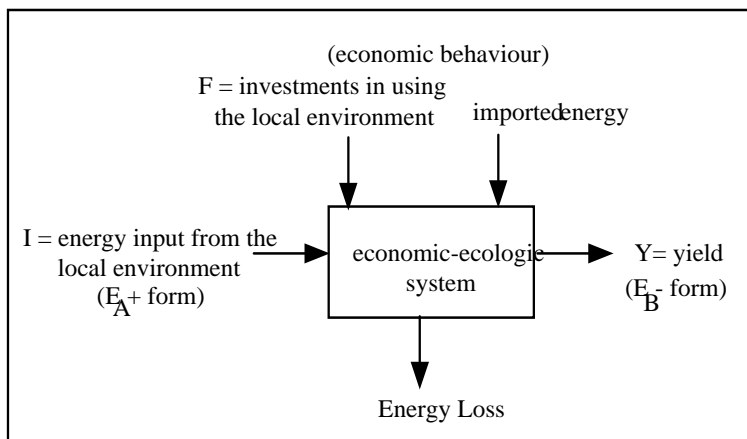 (economic behaviour)
F = investments in using
the local environment
imported energy
I = energy input from the
local environment
(E_A + form)
economic-ecologic
system
Y= yield
(E_B - form)
Energy Loss